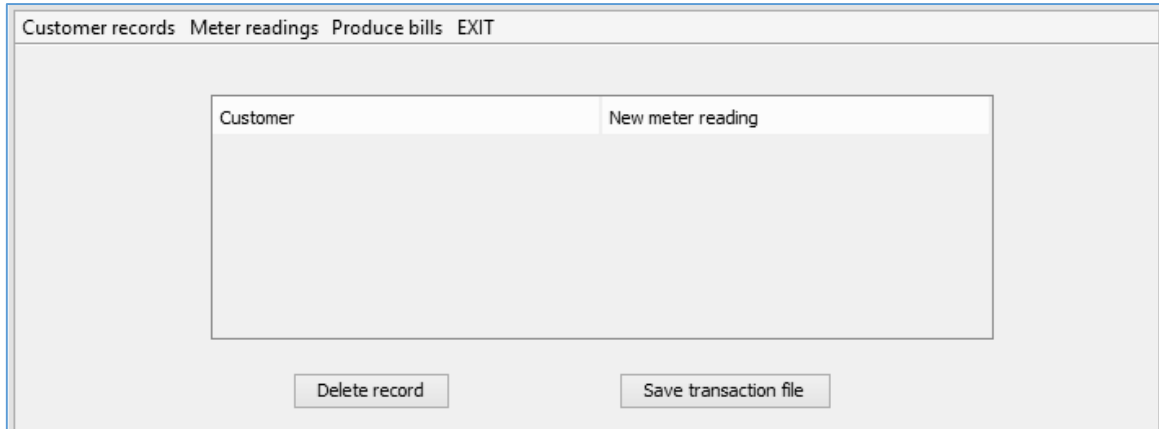 Customer records Meter readings Produce bills EXIT
Customer New meter reading
Delete record Save transaction file